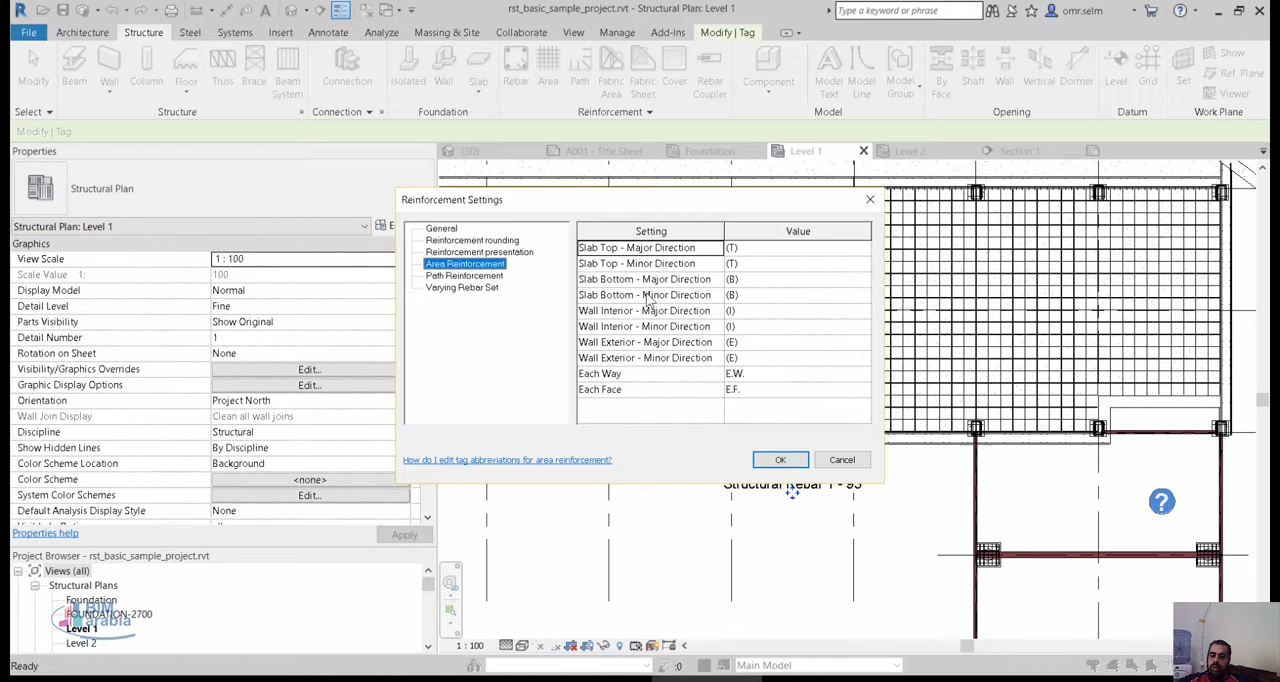 rst_basic_sample_project.rvt - Structural Plan: Level 1
Type a keyword or phrase
omr.selm
File Architecture Structure Steel Systems Insert Annotate Analyze Massing & Site Collaborate View Manage Add-Ins Modify | Tag
Modify Beam Wall Column Floor Truss Brace Beam System Connection Isolated Wall Slab Rebar Area Path Fabric Area Fabric Sheet Cover Rebar Coupler Component Model Text Model Line Model Group By Face Shaft Wall Vertical Dormer Level Grid Set Show Ref Plane Viewer
Select Structure Connection Foundation Reinforcement Model Opening Datum Work Plane
Modify | Tag
Properties
{3D} A001 - Title Sheet Foundation Level 1 Level 2 Section 1
Structural Plan
Structural Plan: Level 1
Graphics
View Scale 1 : 100
Scale Value 1: 100
Display Model Normal
Detail Level Fine
Parts Visibility Show Original
Detail Number 1
Rotation on Sheet None
Visibility/Graphics Overrides Edit...
Graphic Display Options Edit...
Orientation Project North
Wall Join Display Clean all wall joins
Discipline Structural
Show Hidden Lines By Discipline
Color Scheme Location Background
Color Scheme <none>
System Color Schemes Edit...
Default Analysis Display Style None
Properties help Apply
Reinforcement Settings
General
Reinforcement rounding
Reinforcement presentation
Area Reinforcement
Path Reinforcement
Varying Rebar Set
Setting Value
Slab Top - Major Direction (T)
Slab Top - Minor Direction (T)
Slab Bottom - Major Direction (B)
Slab Bottom - Minor Direction (B)
Wall Interior - Major Direction (I)
Wall Interior - Minor Direction (I)
Wall Exterior - Major Direction (E)
Wall Exterior - Minor Direction (E)
Each Way E.W.
Each Face E.F.
How do I edit tag abbreviations for area reinforcement?
OK Cancel
Structural Rebar 1 - 93
?
Project Browser - rst_basic_sample_project.rvt
Views (all)
Structural Plans
Foundation
FOUNDATION-2700
Level 1
Level 2
BIM
arabia
1 : 100
Ready
:0
Main Model